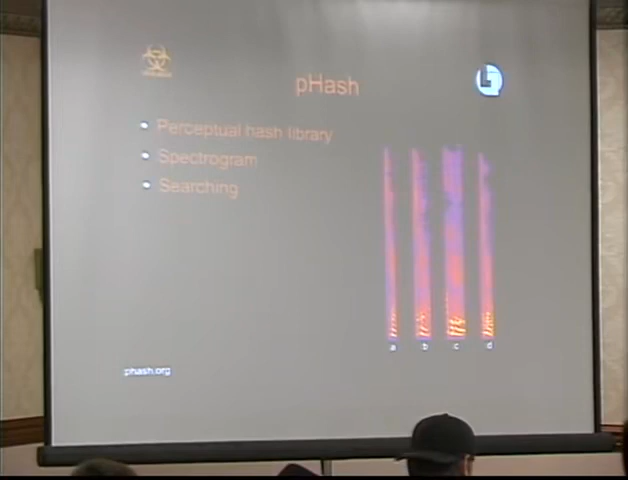 pHash
Perceptual hash library
Spectrogram
Searching
a b c d
phash.org